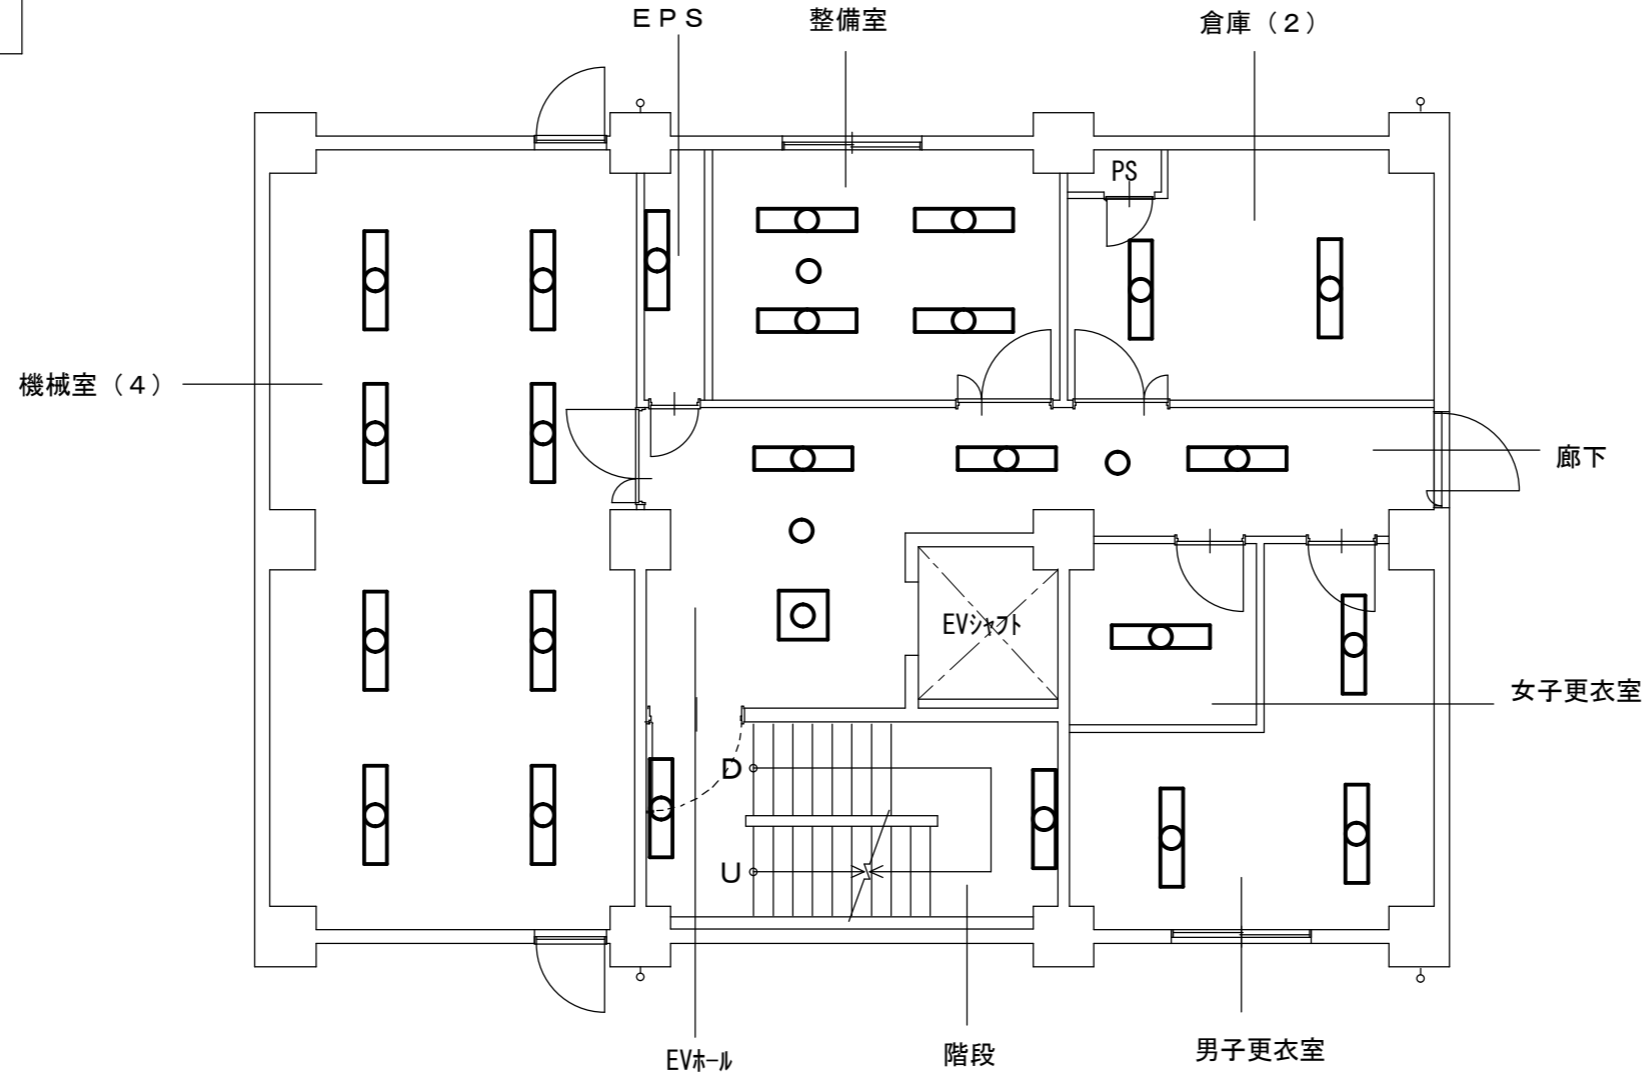 ＥＰＳ
整備室
倉庫（２）
PS
機械室（４）
廊下
EVｼｬﾌﾄ
女子更衣室
D
U
EVﾎｰﾙ
階段
男子更衣室